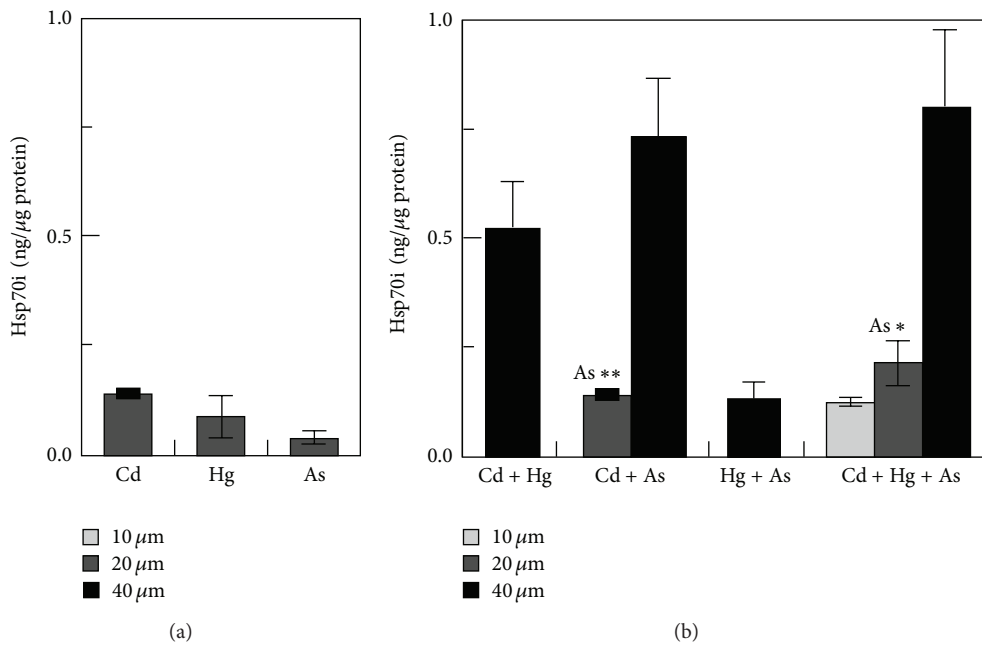 1.0
0.5
0.0
Hsp70i (ng/μg protein)
Cd Hg As
10 μm
20 μm
40 μm
(a)
1.0
0.5
0.0
Hsp70i (ng/μg protein)
As **
As *
Cd + Hg Cd + As Hg + As Cd + Hg + As
10 μm
20 μm
40 μm
(b)